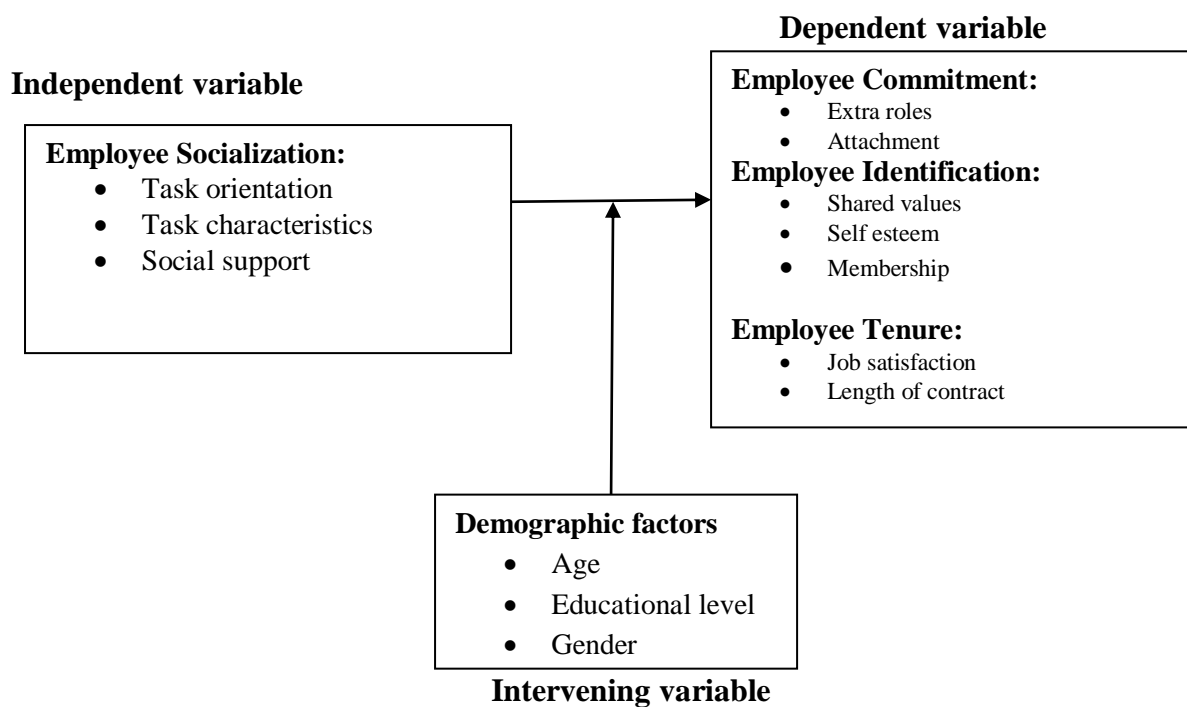 Dependent variable
Independent variable
Employee Socialization:
• Task orientation
• Task characteristics
• Social support
Employee Commitment:
• Extra roles
• Attachment
Employee Identification:
• Shared values
• Self esteem
• Membership
Employee Tenure:
• Job satisfaction
• Length of contract
Demographic factors
• Age
• Educational level
• Gender
Intervening variable